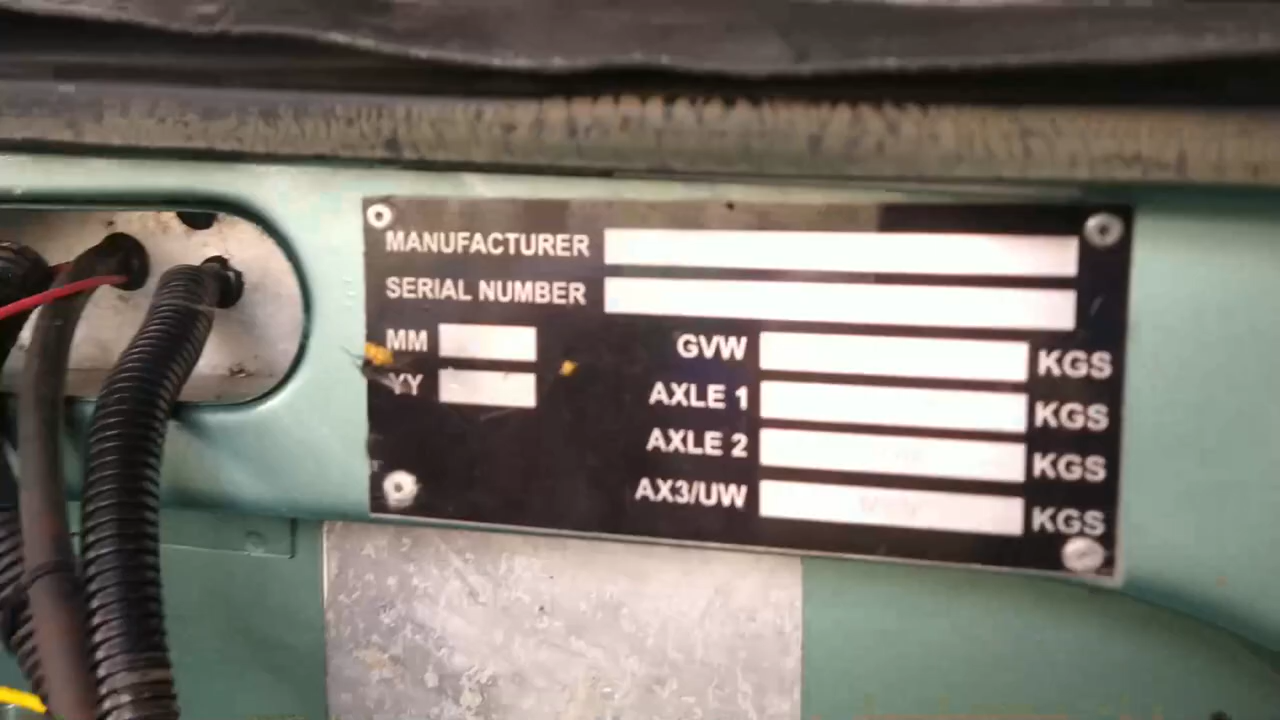 MANUFACTURER
SERIAL NUMBER
MM
YY
GVW KGS
AXLE 1 KGS
AXLE 2 KGS
AX3/UW KGS